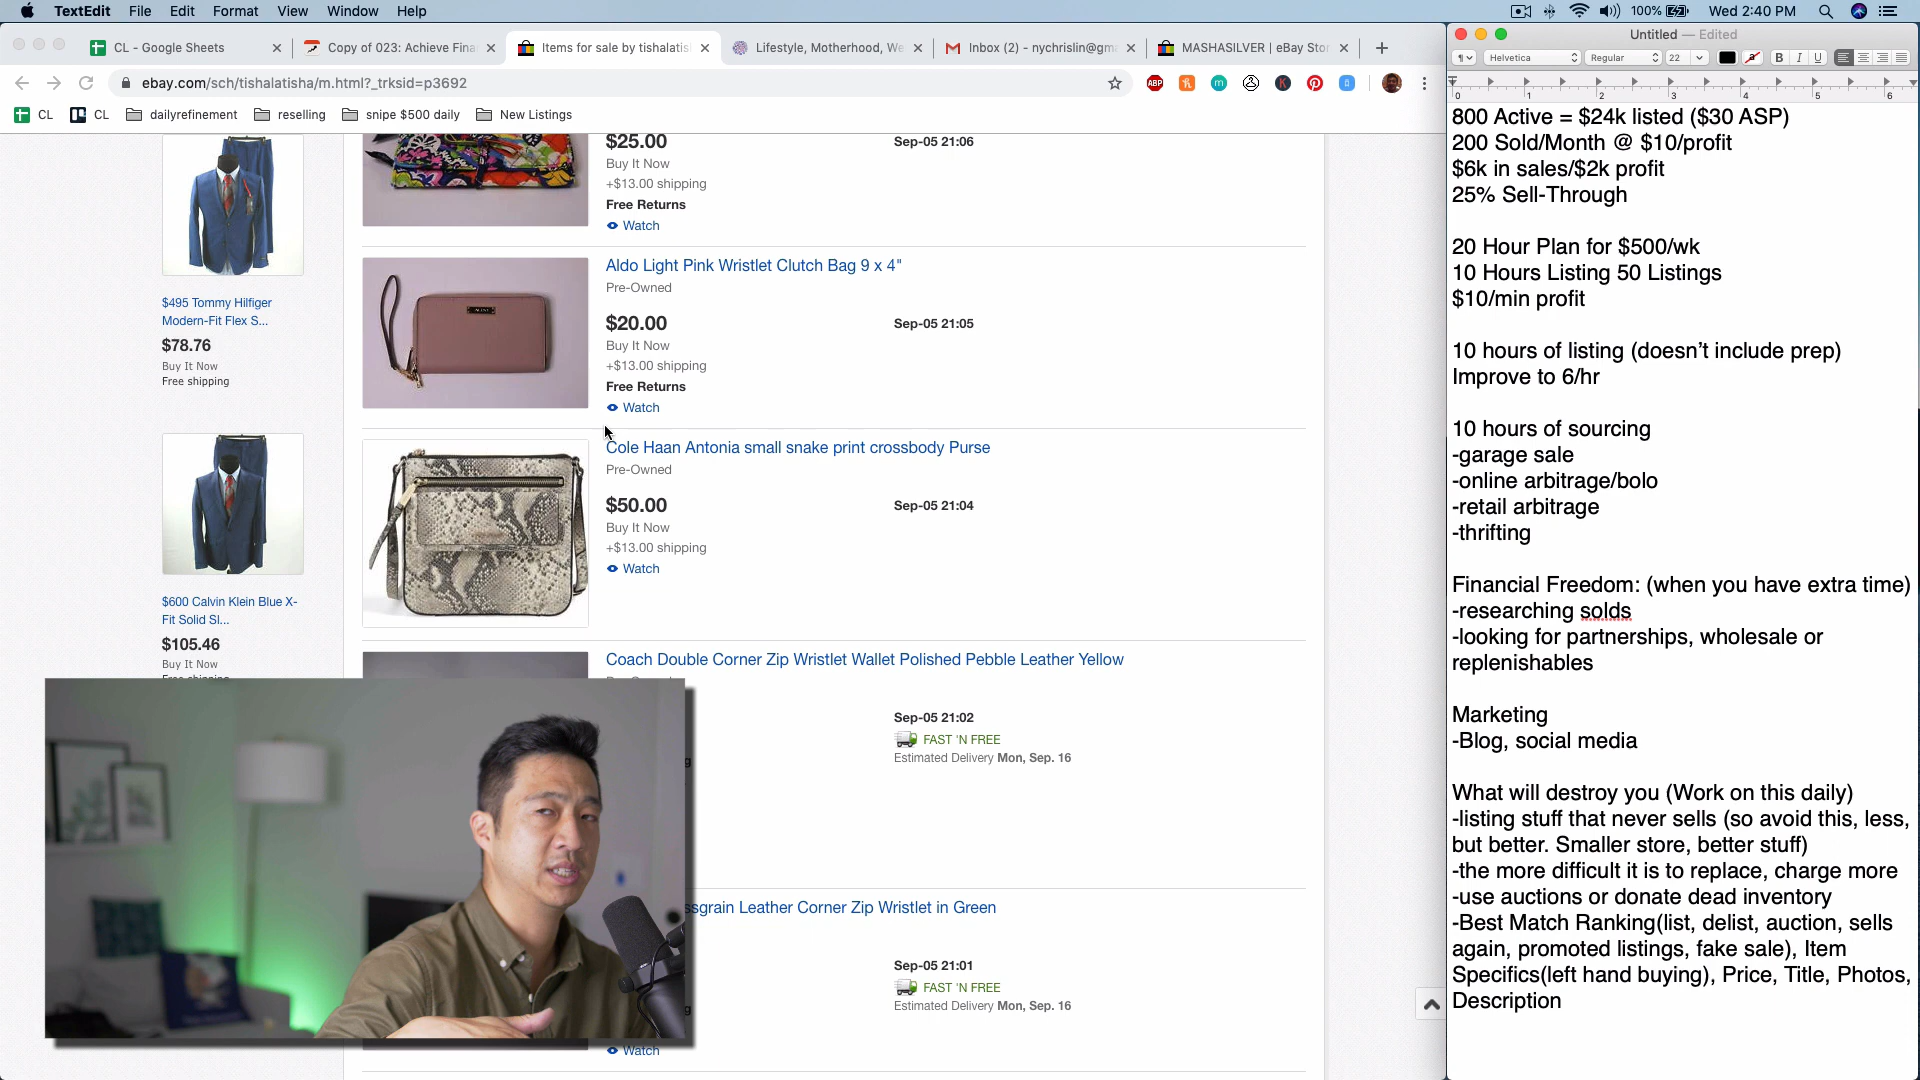 TextEdit File Edit Format View Window Help
100% Wed 2:40 PM
CL - Google Sheets
Copy of 023: Achieve Fina
Items for sale by tishalatis
Lifestyle, Motherhood, We
Inbox (2) - nychrislin@gm
MASHASILVER | eBay Stor
ebay.com/sch/tishalatisha/m.html?_trksid=p3692
ABP
CL
CL
dailyrefinement
reselling
snipe $500 daily
New Listings
$495 Tommy Hilfiger
Modern-Fit Flex S...
$78.76
Buy It Now
Free shipping
$600 Calvin Klein Blue X-
Fit Solid Sl...
$105.46
Buy It Now
Free shipping
$25.00
Sep-05 21:06
Buy It Now
+$13.00 shipping
Free Returns
Watch
Aldo Light Pink Wristlet Clutch Bag 9 x 4"
Pre-Owned
$20.00
Sep-05 21:05
Buy It Now
+$13.00 shipping
Free Returns
Watch
Cole Haan Antonia small snake print crossbody Purse
Pre-Owned
$50.00
Sep-05 21:04
Buy It Now
+$13.00 shipping
Watch
Coach Double Corner Zip Wristlet Wallet Polished Pebble Leather Yellow
Sep-05 21:02
FAST 'N FREE
Estimated Delivery Mon, Sep. 16
ssgrain Leather Corner Zip Wristlet in Green
Sep-05 21:01
FAST 'N FREE
Estimated Delivery Mon, Sep. 16
Watch
Untitled — Edited
Helvetica
Regular
22
B I U
0 1 2 3 4 5 6
800 Active = $24k listed ($30 ASP)
200 Sold/Month @ $10/profit
$6k in sales/$2k profit
25% Sell-Through
20 Hour Plan for $500/wk
10 Hours Listing 50 Listings
$10/min profit
10 hours of listing (doesn't include prep)
Improve to 6/hr
10 hours of sourcing
-garage sale
-online arbitrage/bolo
-retail arbitrage
-thrifting
Financial Freedom: (when you have extra time)
-researching solds
-looking for partnerships, wholesale or
replenishables
Marketing
-Blog, social media
What will destroy you (Work on this daily)
-listing stuff that never sells (so avoid this, less,
but better. Smaller store, better stuff)
-the more difficult it is to replace, charge more
-use auctions or donate dead inventory
-Best Match Ranking(list, delist, auction, sells
again, promoted listings, fake sale), Item
Specifics(left hand buying), Price, Title, Photos,
Description